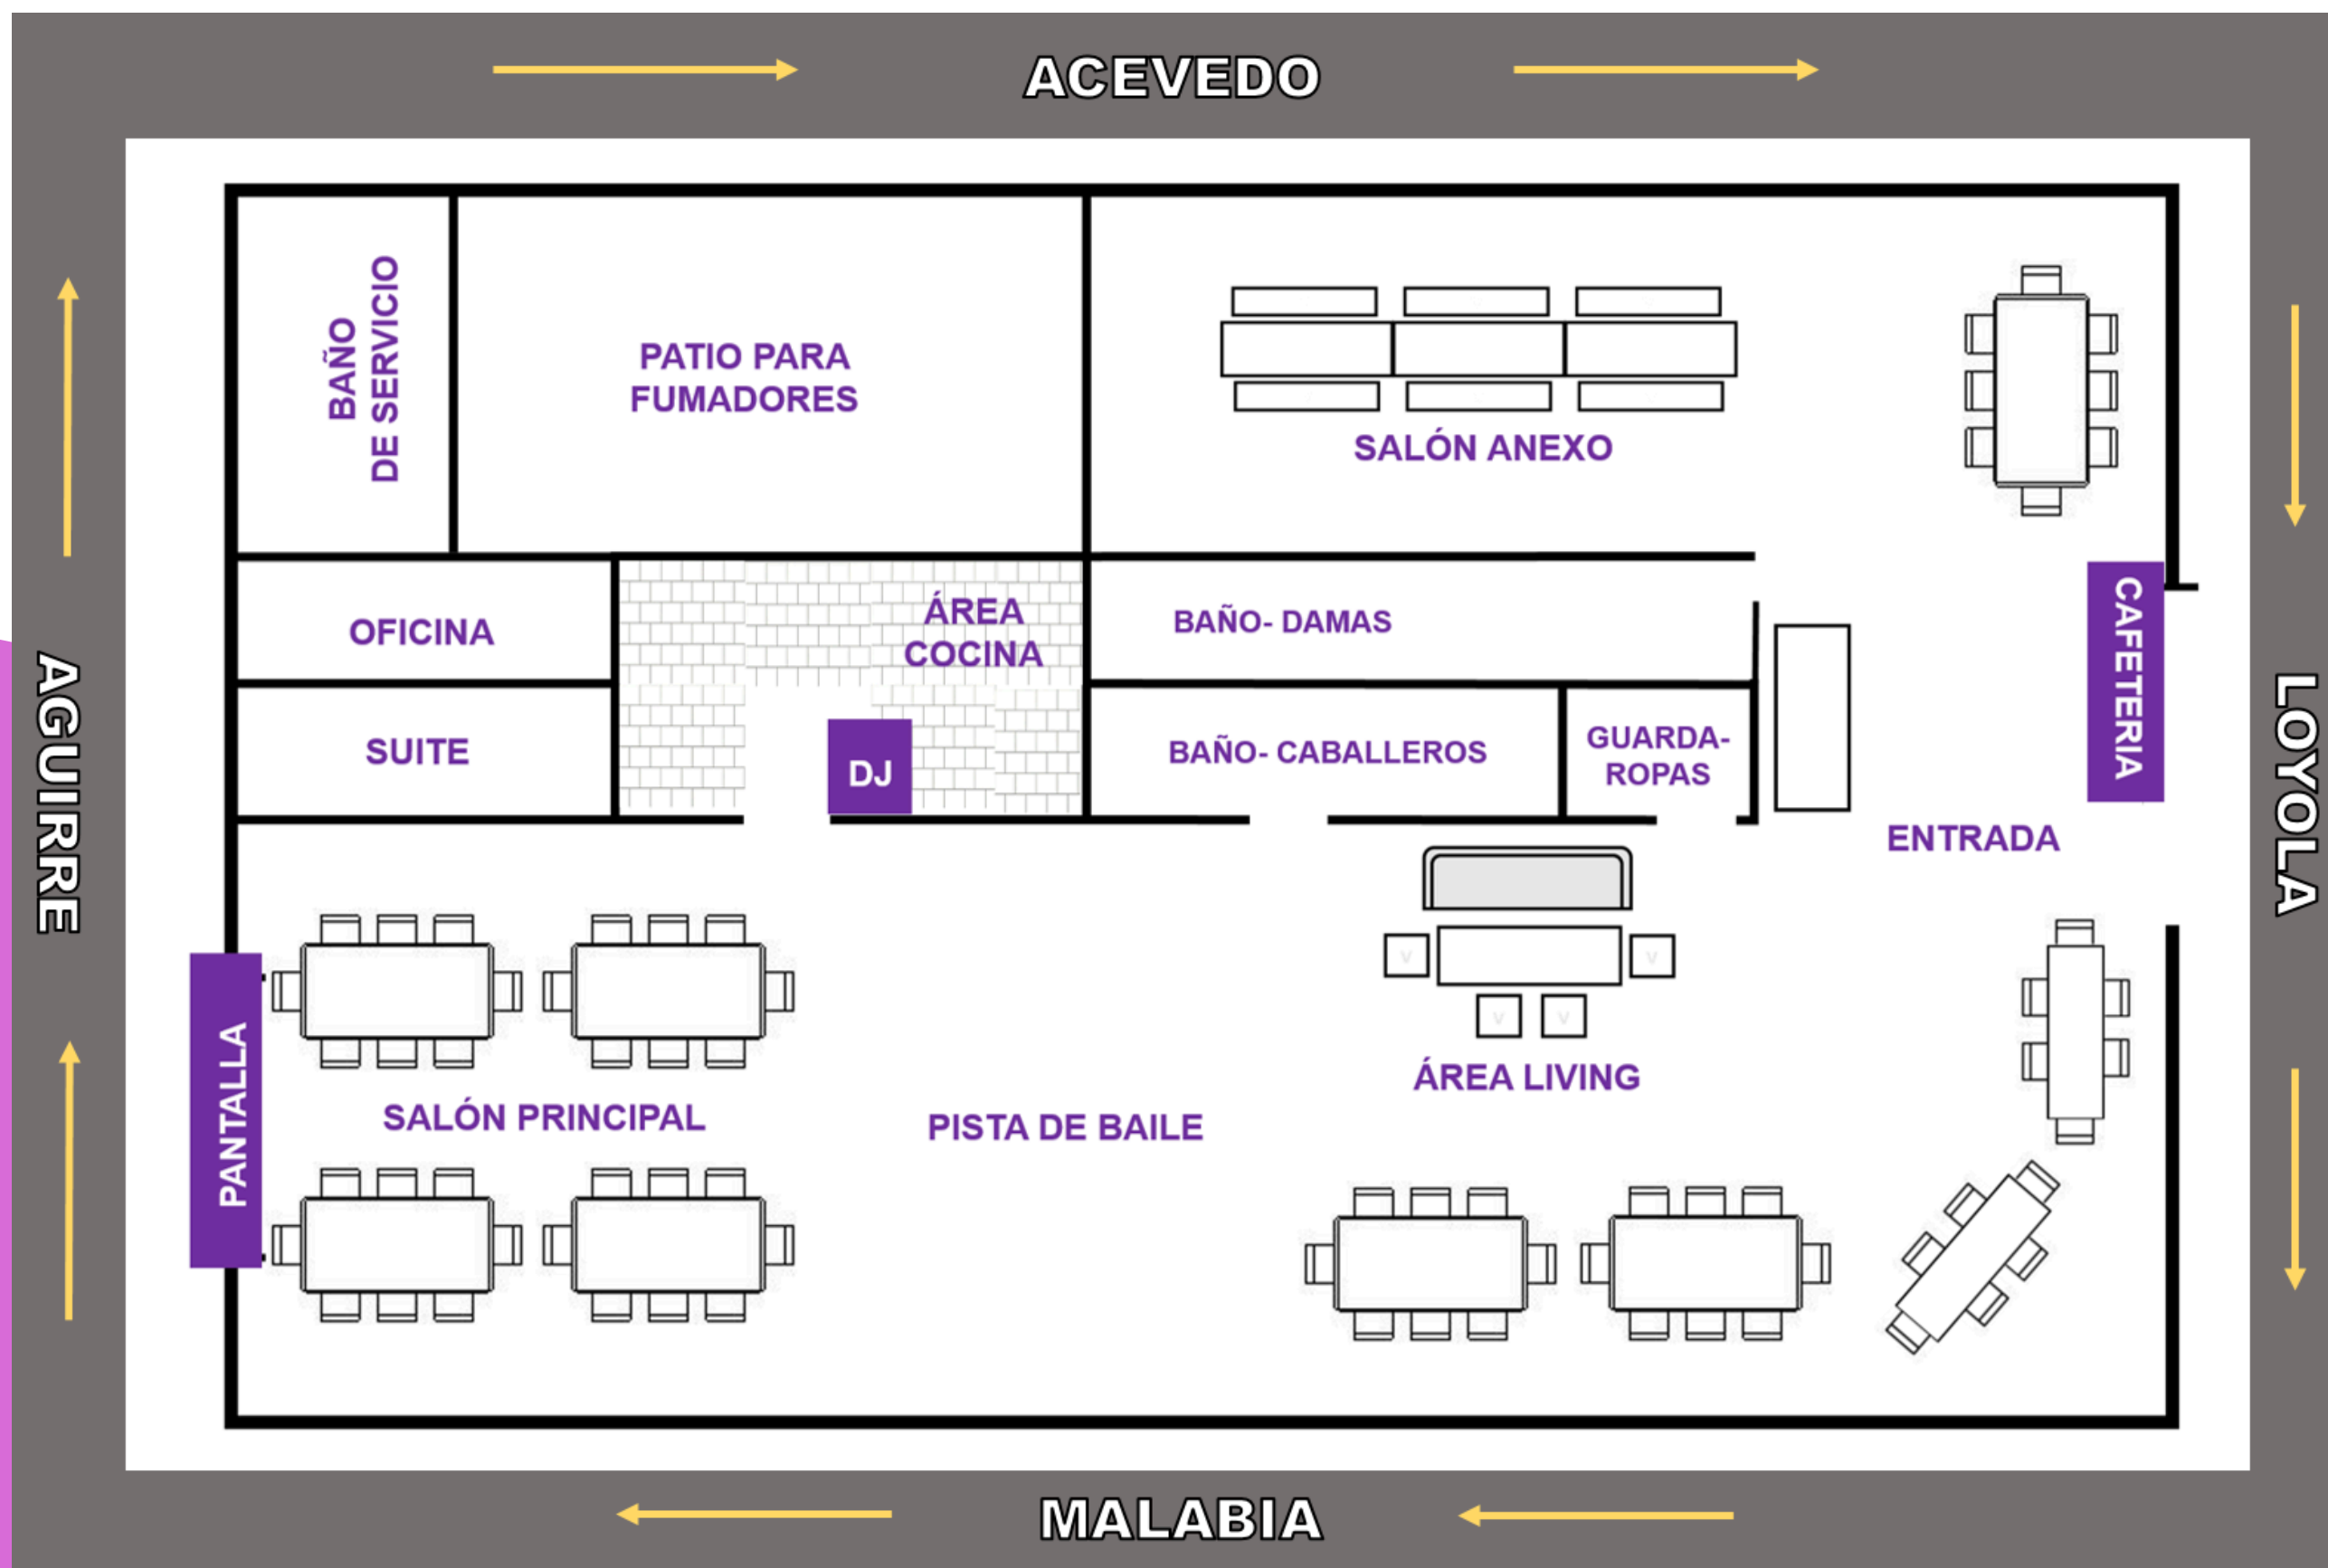 ACEVEDO
BAÑO
DE SERVICIO
PATIO PARA
FUMADORES
SALÓN ANEXO
OFICINA
ÁREA
COCINA
BAÑO- DAMAS
CAFETERIA
SUITE
DJ
BAÑO- CABALLEROS
GUARDA-
ROPAS
ENTRADA
AGUIRRE
LOYOLA
PANTALLA
SALÓN PRINCIPAL
PISTA DE BAILE
ÁREA LIVING
V
V
V
V
MALABIA